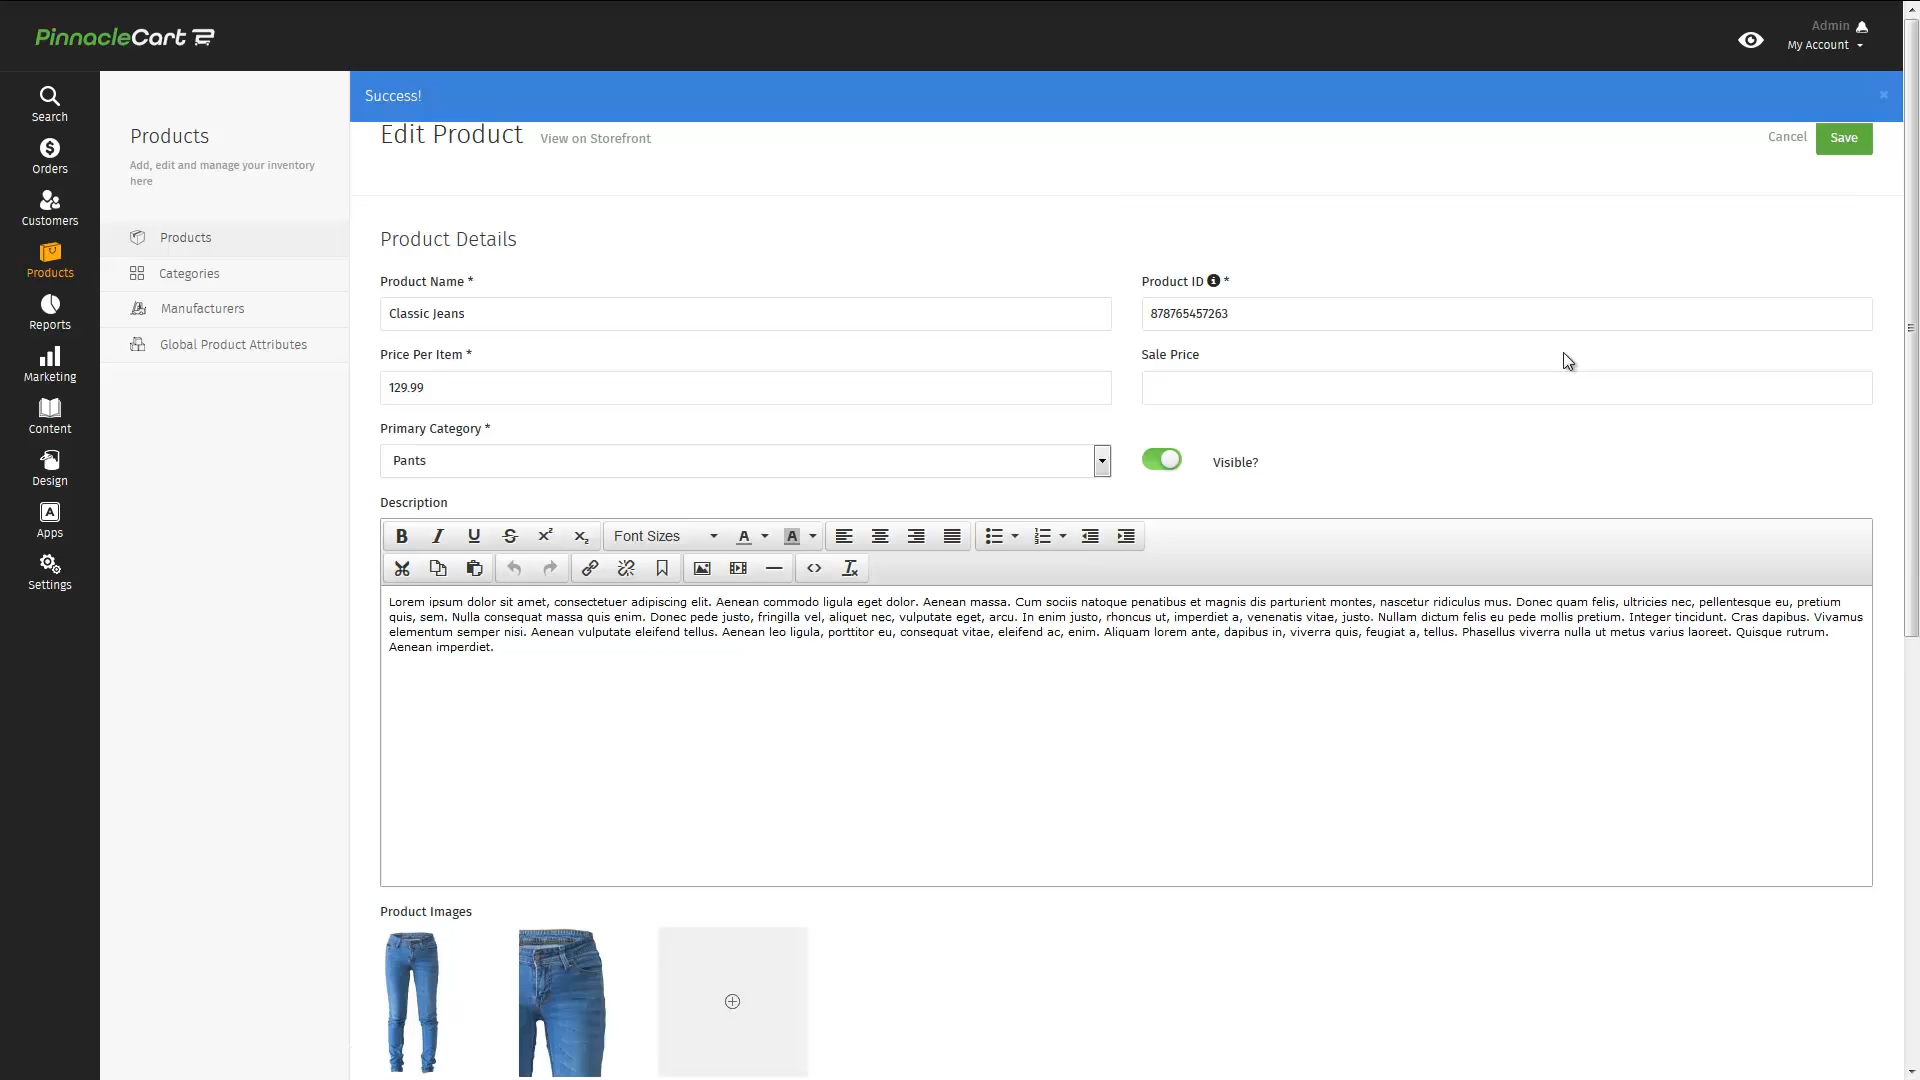 PinnacleCart
Admin
My Account
Search
Orders
Customers
Products
Reports
Marketing
Content
Design
Apps
Settings
Products
Add, edit and manage your inventory
here
Products
Categories
Manufacturers
Global Product Attributes
Success!
Edit Product
View on Storefront
Cancel
Save
Product Details
Product Name *
Product ID *
Classic Jeans
878765457263
Price Per Item *
Sale Price
129.99
Primary Category *
Pants
Visible?
Description
Font Sizes
Lorem ipsum dolor sit amet, consectetuer adipiscing elit. Aenean commodo ligula eget dolor. Aenean massa. Cum sociis natoque penatibus et magnis dis parturient montes, nascetur ridiculus mus. Donec quam felis, ultricies nec, pellentesque eu, pretium
quis, sem. Nulla consequat massa quis enim. Donec pede justo, fringilla vel, aliquet nec, vulputate eget, arcu. In enim justo, rhoncus ut, imperdiet a, venenatis vitae, justo. Nullam dictum felis eu pede mollis pretium. Integer tincidunt. Cras dapibus. Vivamus
elementum semper nisi. Aenean vulputate eleifend tellus. Aenean leo ligula, porttitor eu, consequat vitae, eleifend ac, enim. Aliquam lorem ante, dapibus in, viverra quis, feugiat a, tellus. Phasellus viverra nulla ut metus varius laoreet. Quisque rutrum.
Aenean imperdiet.
Product Images